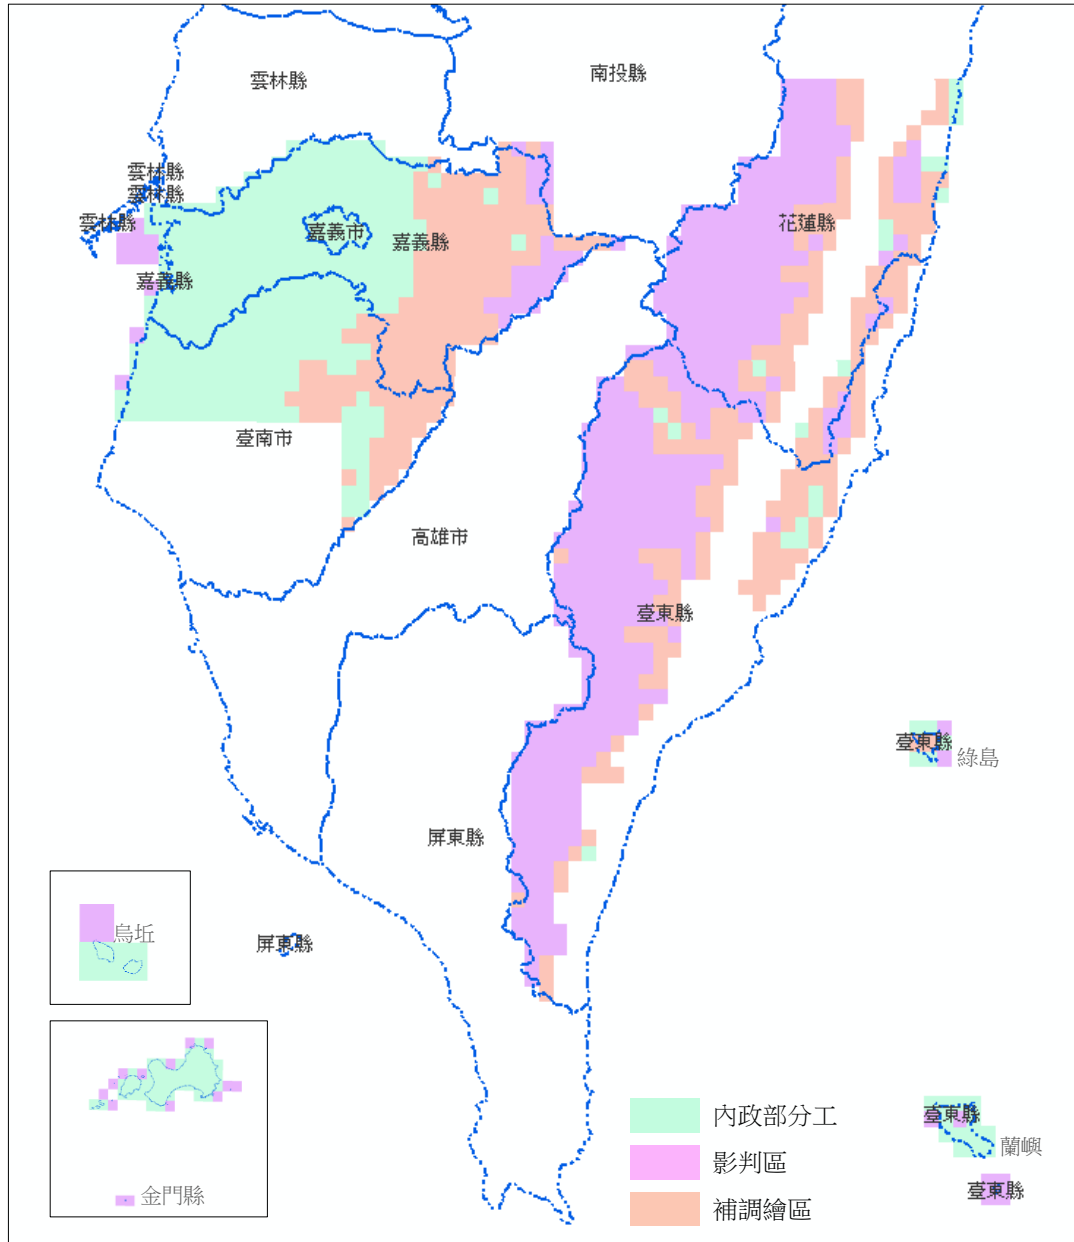 南投縣
雲林縣
雲林縣
雲林縣
雲林縣
花蓮縣
嘉義市
嘉義縣
嘉義縣
臺南市
高雄市
臺東縣
臺東縣
綠島
屏東縣
烏坵
屏東縣
內政部分工
臺東縣
蘭嶼
影判區
金門縣
臺東縣
補調繪區